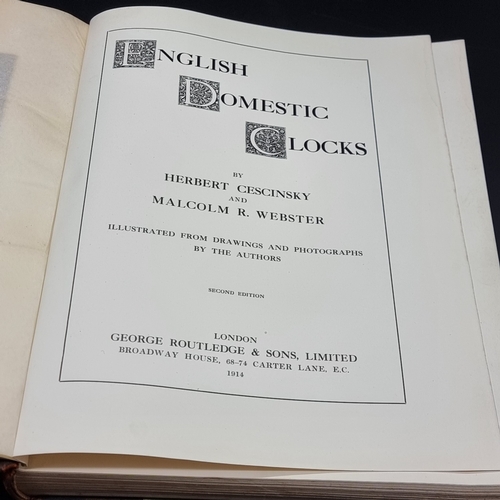 ENGLISH
DOMESTIC
CLOCKS
BY
HERBERT CESCINSKY
AND
MALCOLM R. WEBSTER
ILLUSTRATED FROM DRAWINGS AND PHOTOGRAPHS
BY THE AUTHORS
SECOND EDITION
LONDON
GEORGE ROUTLEDGE & SONS, LIMITED
BROADWAY HOUSE, 68-74 CARTER LANE, E.C.
1914